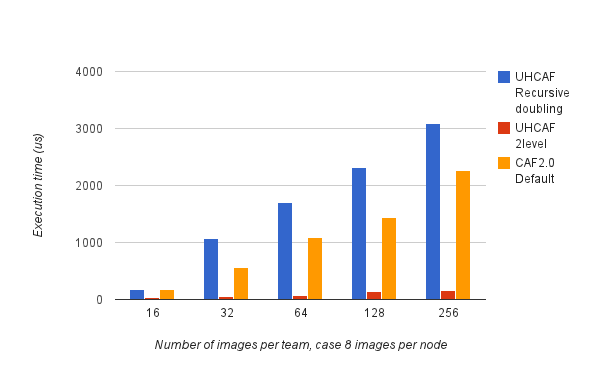 4000
3000
2000
1000
0
Execution time (us)
16 32 64 128 256
Number of images per team, case 8 images per node
UHCAF
Recursive
doubling
UHCAF
2level
CAF2.0
Default